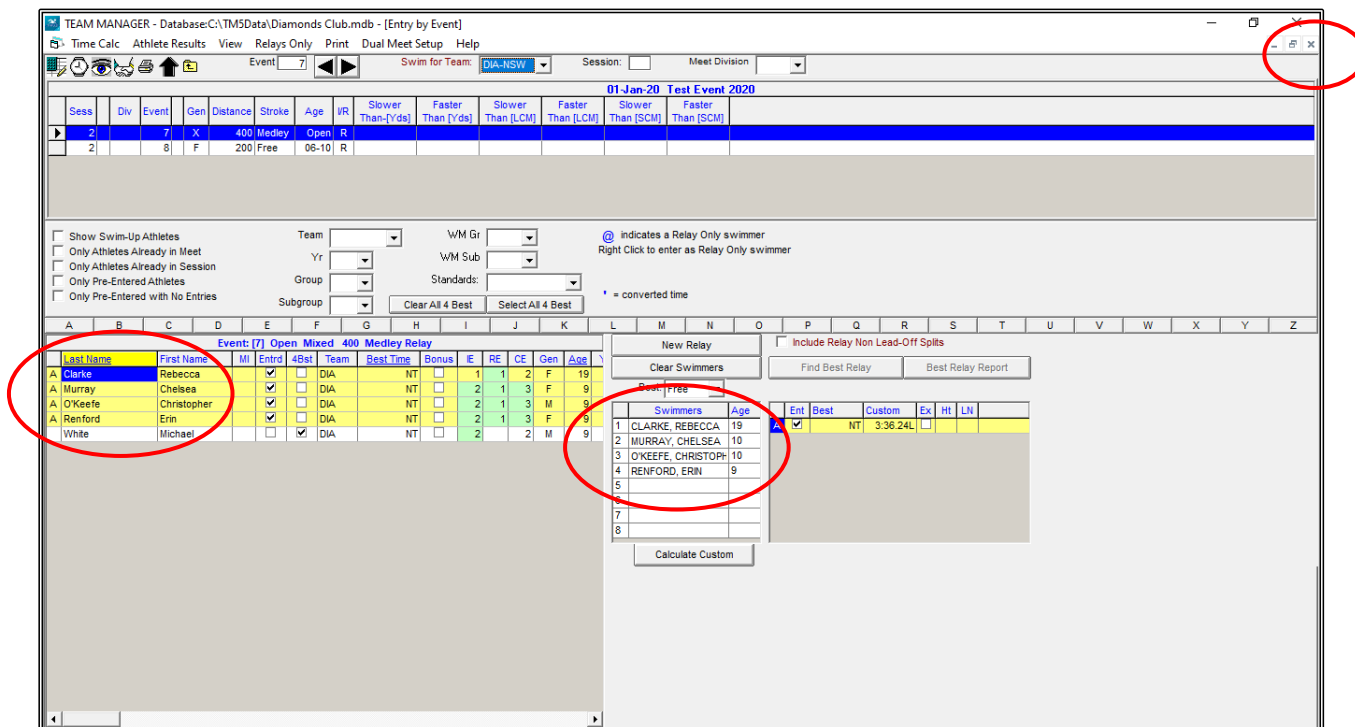 TEAM MANAGER - Database:C:\TM5Data\Diamonds Club.mdb - [Entry by Event]
Time Calc Athlete Results View Relays Only Print Dual Meet Setup Help
Event 7 Swim for Team: DIA-NSW Session: Meet Division
01-Jan-20 Test Event 2020
Sess Div Event Gen Distance Stroke Age I/R Slower Than-[Yds] Faster Than [Yds] Slower Than [LCM] Faster Than [LCM] Slower Than [SCM] Faster Than [SCM]
2 7 X 400 Medley Open R
2 8 F 200 Free 06-10 R
Show Swim-Up Athletes
Only Athletes Already in Meet
Only Athletes Already in Session
Only Pre-Entered Athletes
Only Pre-Entered with No Entries
Team WM Gr
Yr WM Sub
Group Standards:
Subgroup Clear All 4 Best Select All 4 Best
@ indicates a Relay Only swimmer
Right Click to enter as Relay Only swimmer
' = converted time
A B C D E F G H I J K L M N O P Q R S T U V W X Y Z
Event: [7] Open Mixed 400 Medley Relay
Last Name First Name MI Entrd 4Bst Team Best Time Bonus IE RE CE Gen Age Y
A Clarke Rebecca DIA NT 1 1 2 F 19
A Murray Chelsea DIA NT 2 1 3 F 9
A O'Keefe Christopher DIA NT 2 1 3 M 9
A Renford Erin DIA NT 2 1 3 F 9
White Michael DIA NT 2 2 M 9
New Relay
Clear Swimmers
Best: Free
Include Relay Non Lead-Off Splits
Find Best Relay Best Relay Report
Swimmers Age
1 CLARKE, REBECCA 19
2 MURRAY, CHELSEA 10
3 O'KEEFE, CHRISTOPH 10
4 RENFORD, ERIN 9
5
6
7
8
Ent Best Custom Ex Ht LN
A NT 3:36.24L
Calculate Custom